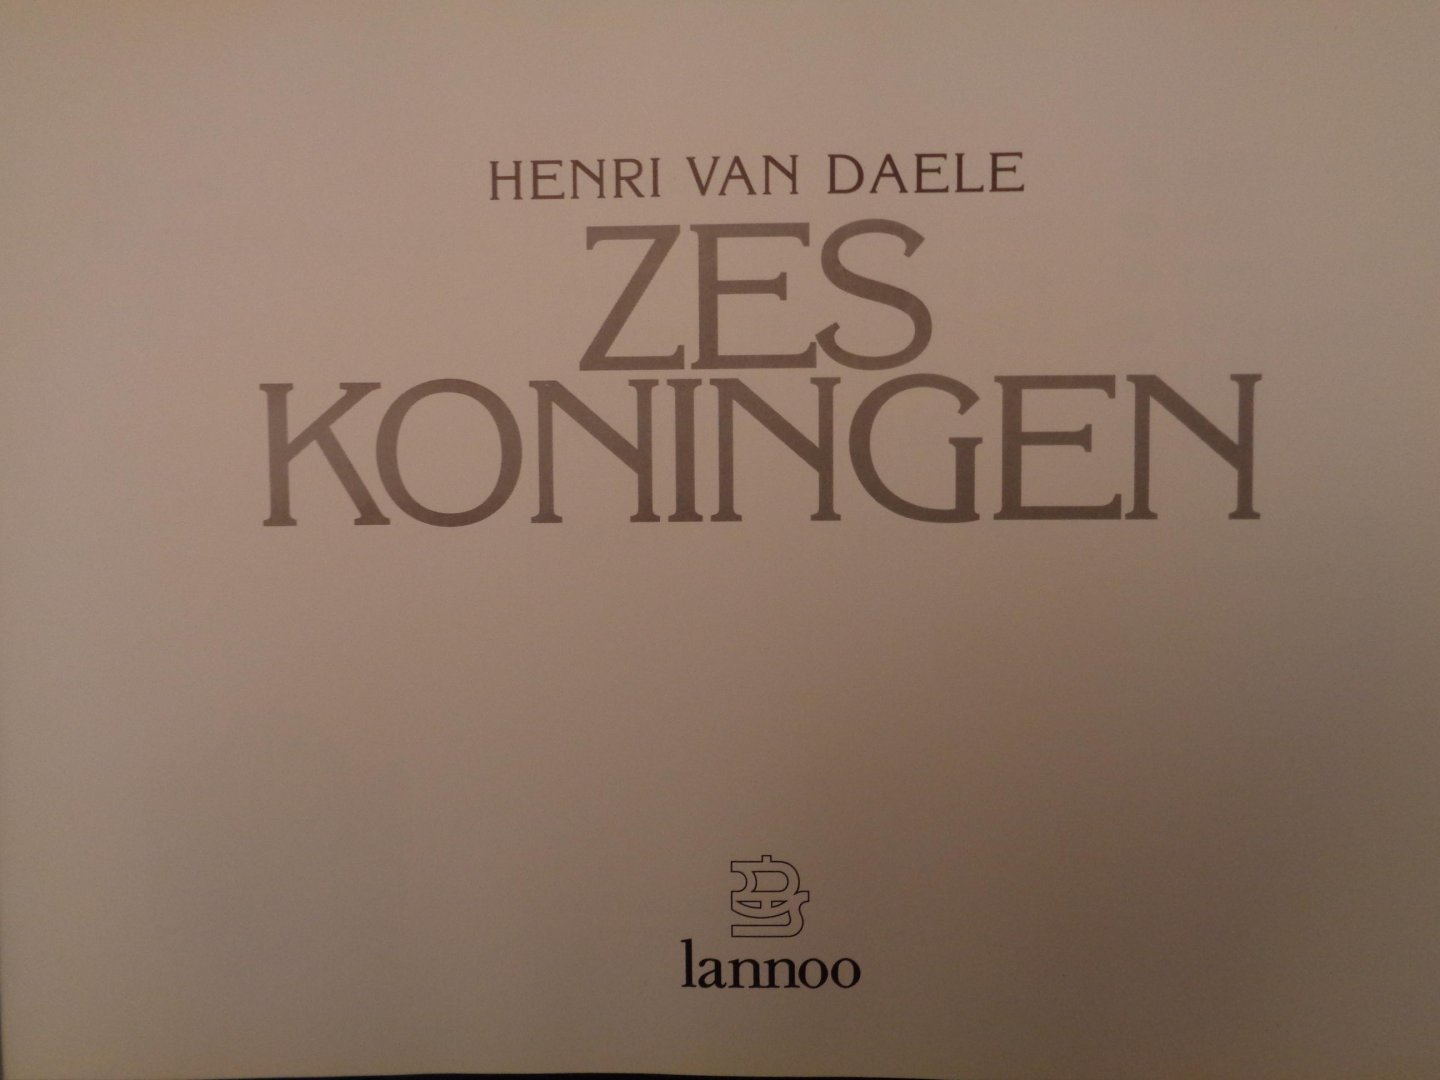 HENRI VAN DAELE
ZES
KONINGEN
lannoo